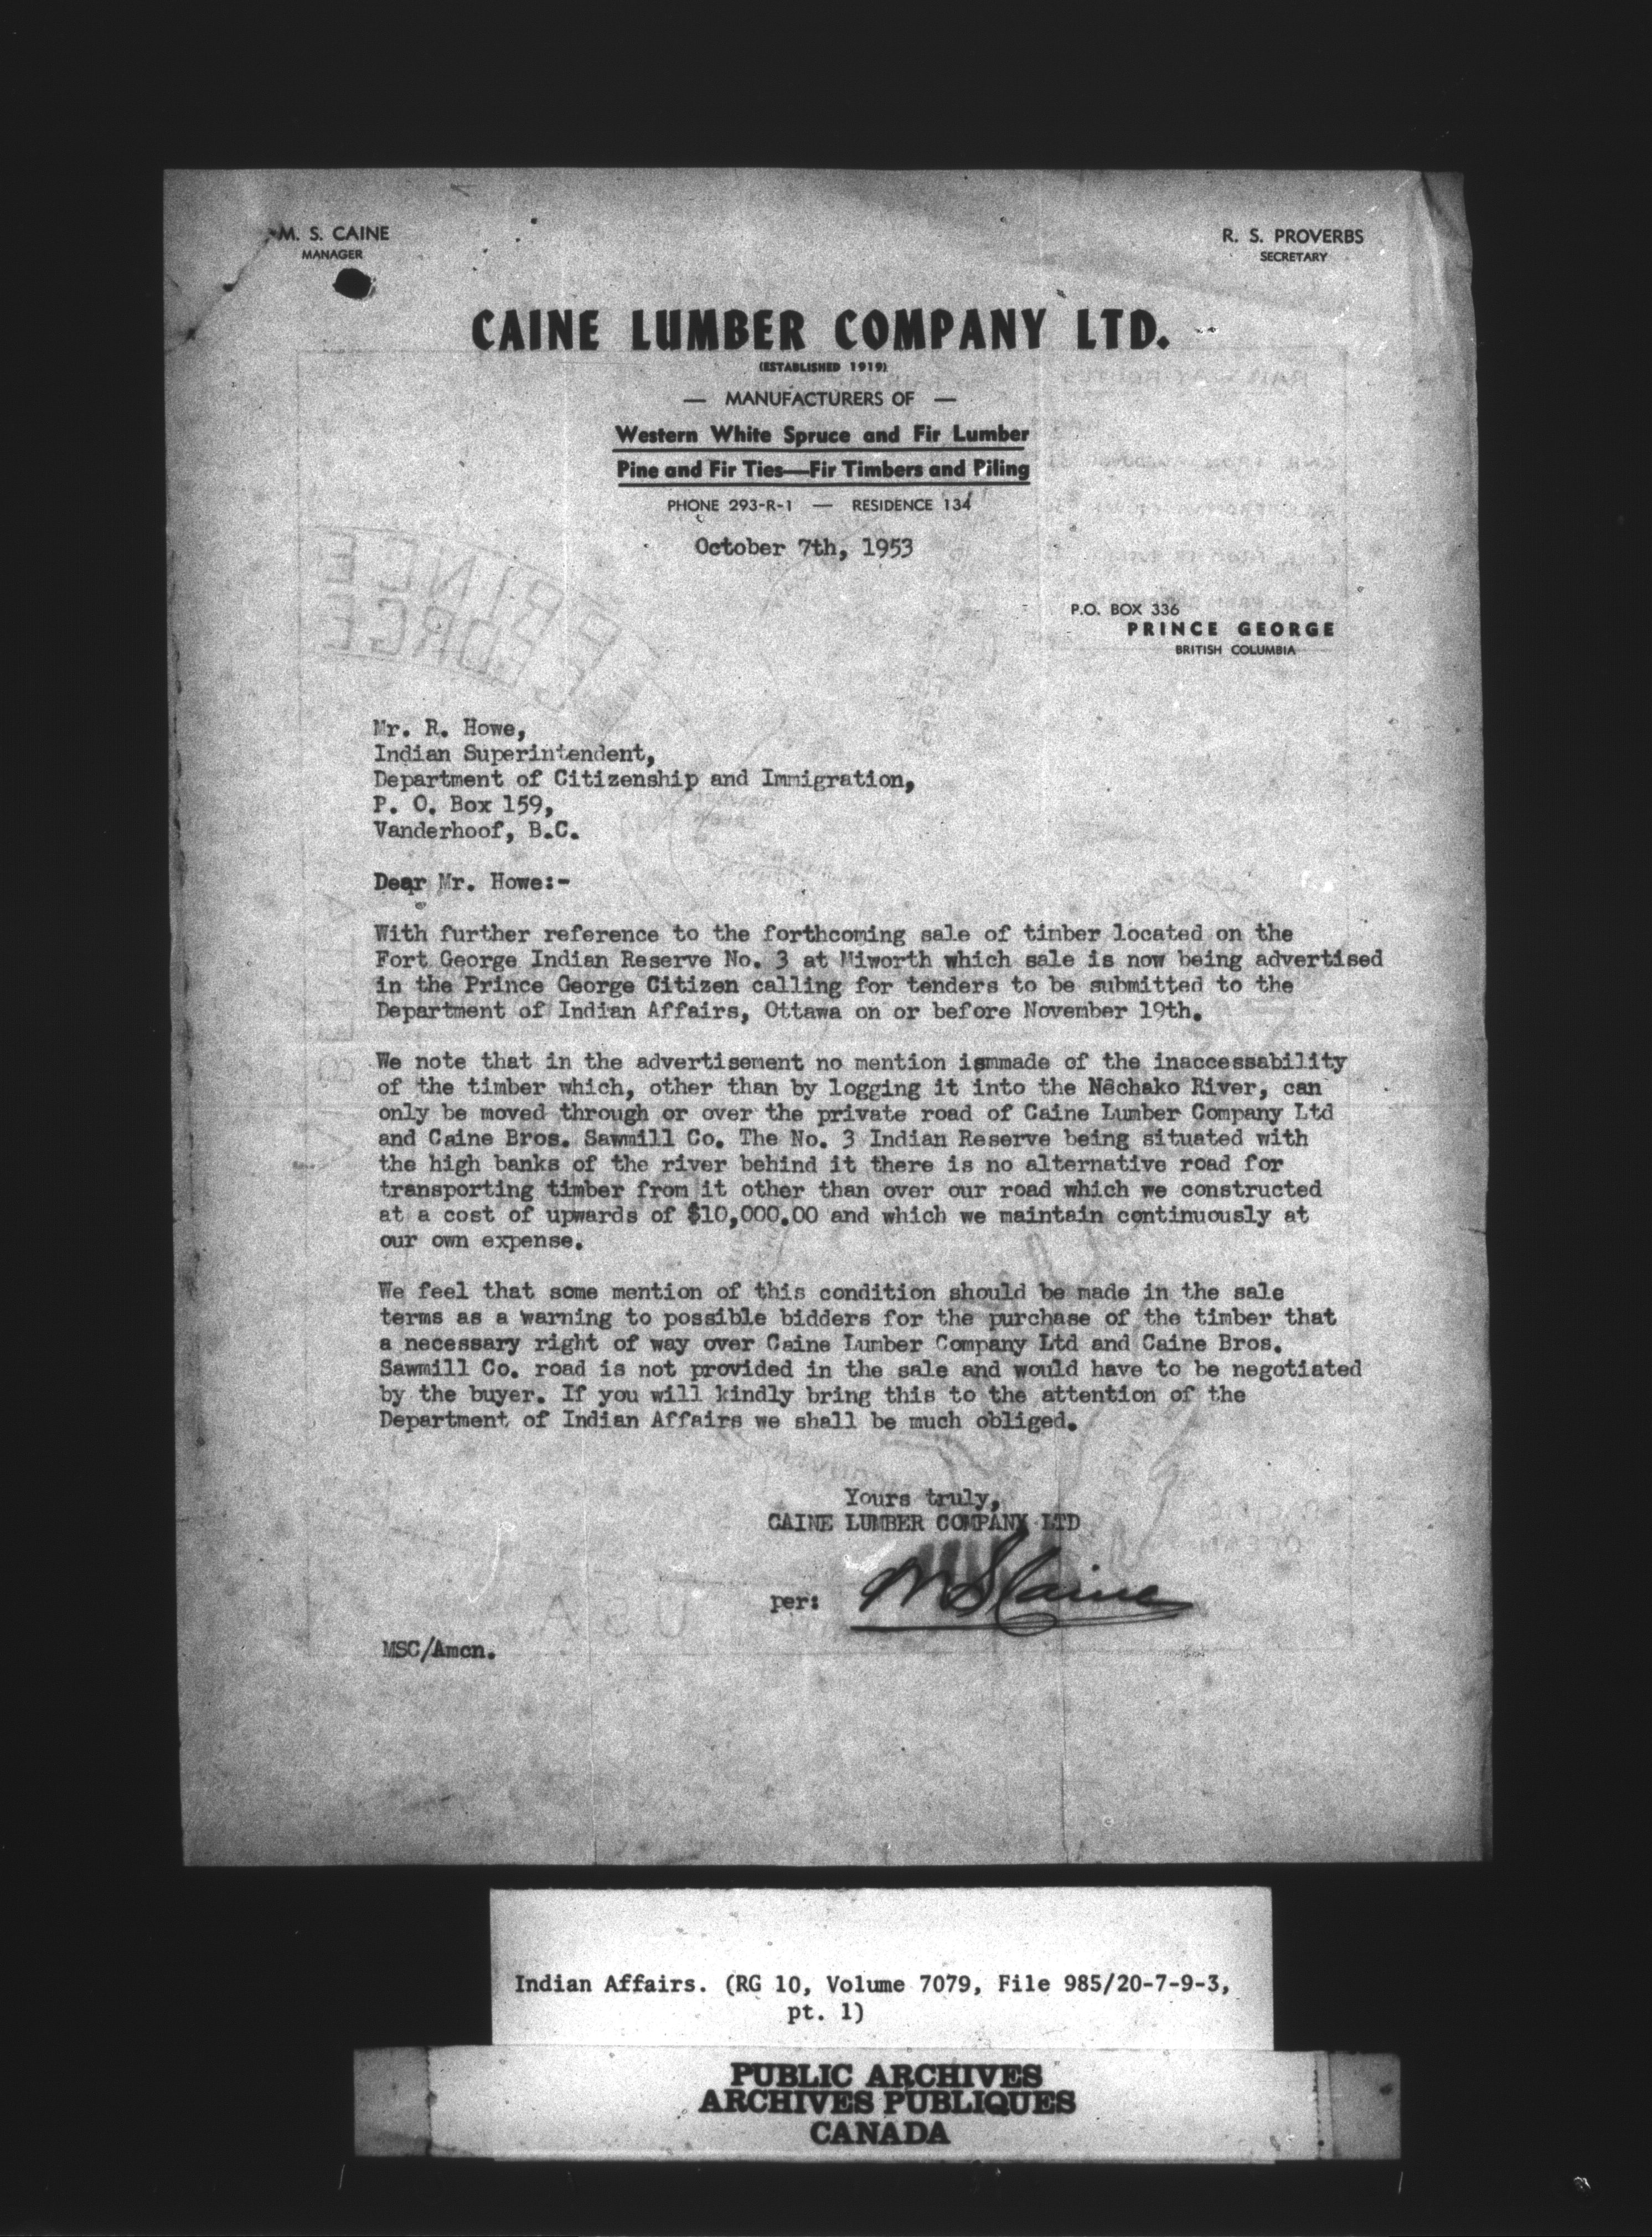 M. S. CAINE
MANAGER
R. S. PROVERBS
SECRETARY
CAINE LUMBER COMPANY LTD.
(ESTABLISHED 1919)
— MANUFACTURERS OF —
Western White Spruce and Fir Lumber
Pine and Fir Ties—Fir Timbers and Piling
PHONE 293-R-1 — RESIDENCE 134
October 7th, 1953
P.O. BOX 336
PRINCE GEORGE
BRITISH COLUMBIA
Mr. R. Howe,
Indian Superintendent,
Department of Citizenship and Immigration,
P. O. Box 159,
Vanderhoof, B.C.
Dear Mr. Howe:-
With further reference to the forthcoming sale of timber located on the
Fort George Indian Reserve No. 3 at Miworth which sale is now being advertised
in the Prince George Citizen calling for tenders to be submitted to the
Department of Indian Affairs, Ottawa on or before November 19th.
We note that in the advertisement no mention ismmade of the inaccessability
of the timber which, other than by logging it into the Nechako River, can
only be moved through or over the private road of Caine Lumber Company Ltd
and Caine Bros. Sawmill Co. The No. 3 Indian Reserve being situated with
the high banks of the river behind it there is no alternative road for
transporting timber from it other than over our road which we constructed
at a cost of upwards of $10,000.00 and which we maintain continuously at
our own expense.
We feel that some mention of this condition should be made in the sale
terms as a warning to possible bidders for the purchase of the timber that
a necessary right of way over Caine Lumber Company Ltd and Caine Bros.
Sawmill Co. road is not provided in the sale and would have to be negotiated
by the buyer. If you will kindly bring this to the attention of the
Department of Indian Affairs we shall be much obliged.
Yours truly,
CAINE LUMBER COMPANY LTD
per: M S Caine
MSC/Amcn.
Indian Affairs. (RG 10, Volume 7079, File 985/20-7-9-3,
pt. 1)
PUBLIC ARCHIVES
ARCHIVES PUBLIQUES
CANADA